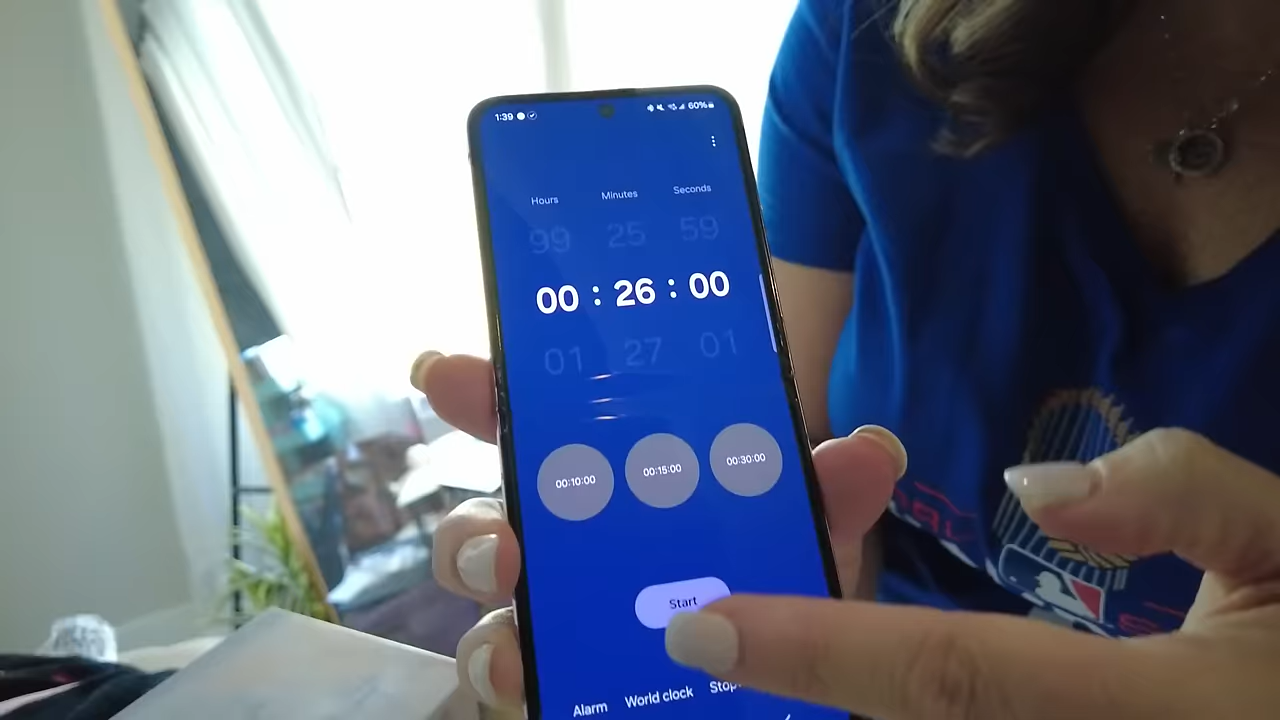 1:39 60%
Hours Minutes Seconds
99 25 59
00 : 26 : 00
01 27 01
00:10:00 00:15:00 00:30:00
Start
Alarm World clock Stop